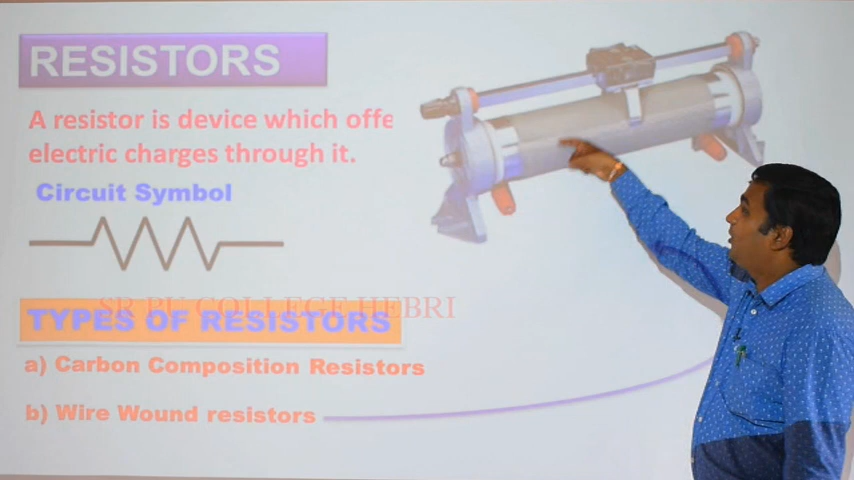 RESISTORS
A resistor is device which offe
electric charges through it.
Circuit Symbol
SR PU COLLEGE HEBRI
TYPES OF RESISTORS
a) Carbon Composition Resistors
b) Wire Wound resistors